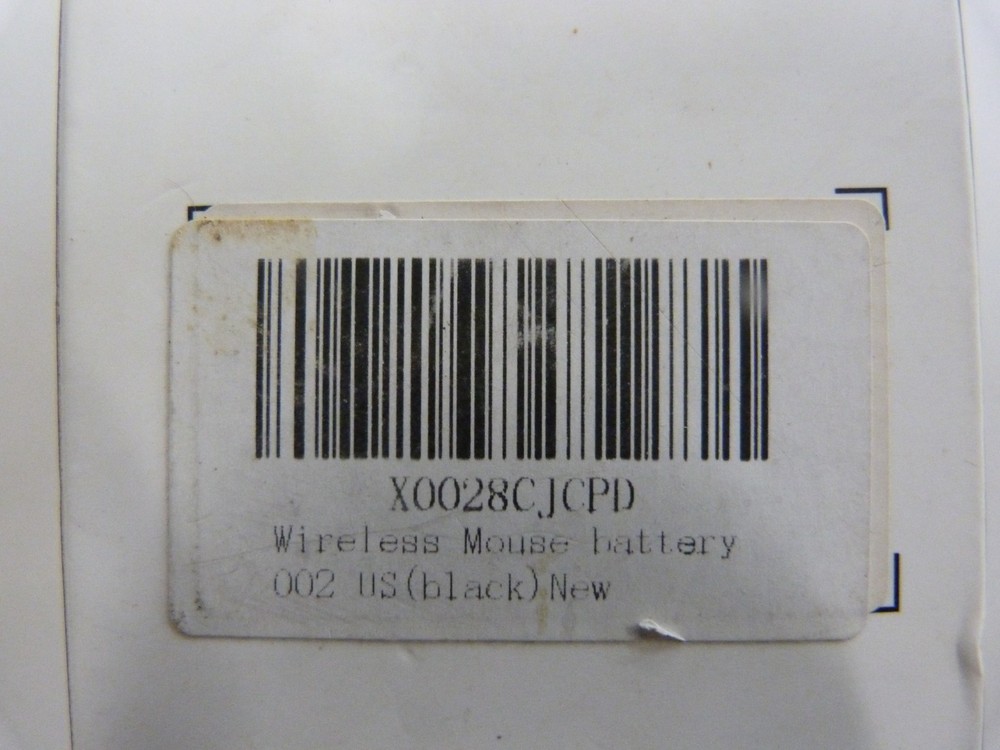 X0028CJCPD
Wireless Mouse battery
002 US(black)New